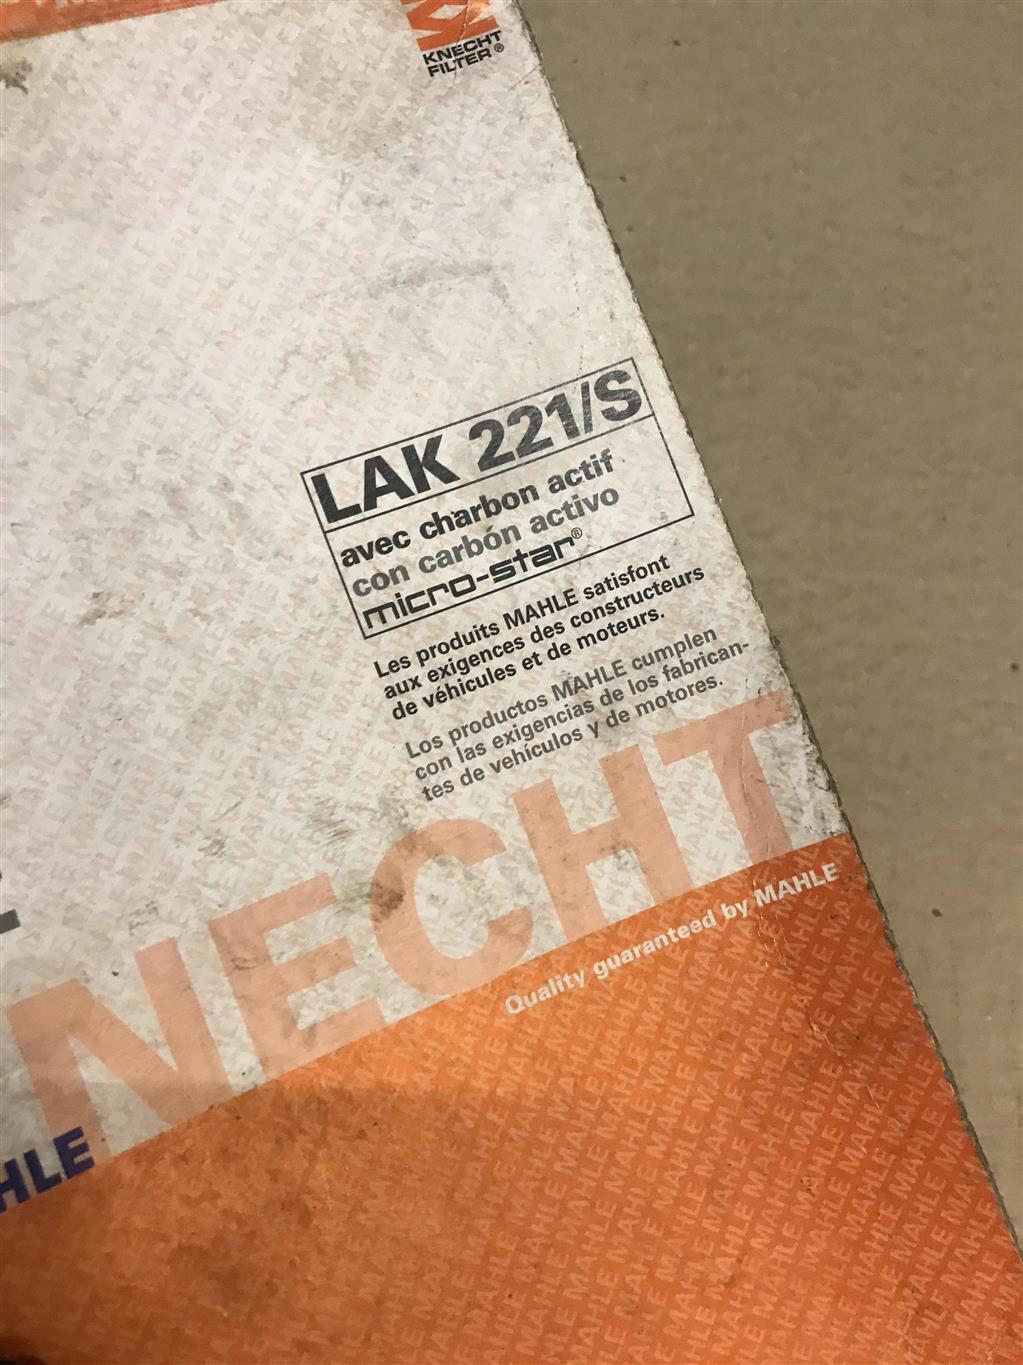 KNECHT
FILTER®
LAK 221/S
avec charbon actif
con carbón activo
micro-star®
Les produits MAHLE satisfont
aux exigences des constructeurs
de véhicules et de moteurs.
Los productos MAHLE cumplen
con las exigencias de los fabrican-
tes de vehículos y de motores.
NECHT
Quality guaranteed by MAHLE
HLE